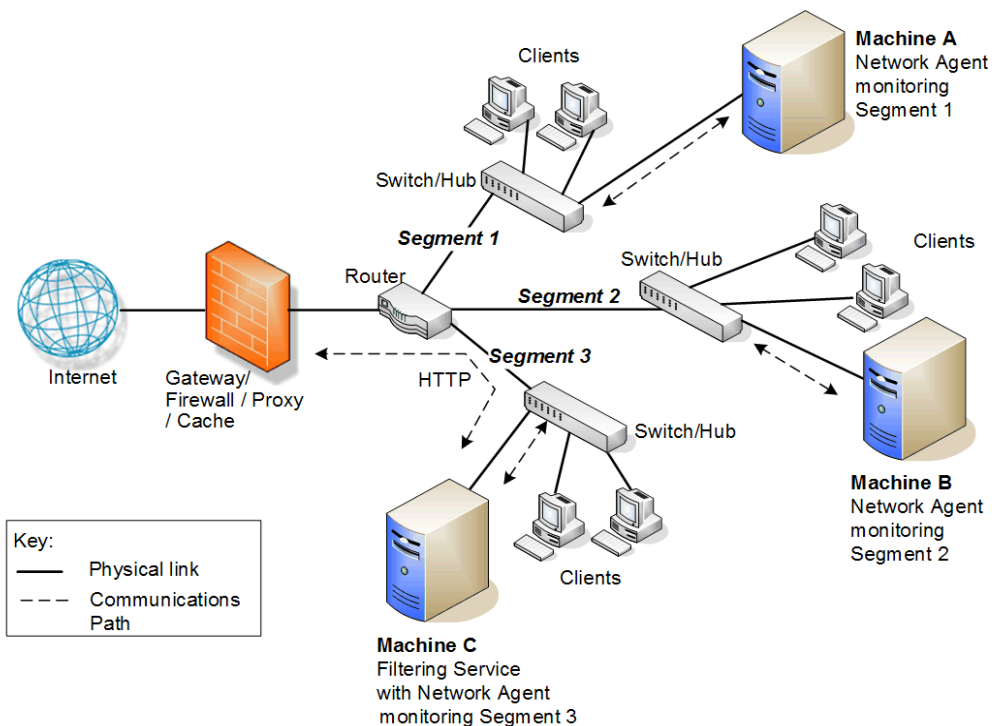 Clients
Machine A
Network Agent
monitoring
Segment 1
Switch/Hub
Segment 1
Clients
Switch/Hub
Router
Segment 2
Internet
Gateway/
Firewall / Proxy
/ Cache
HTTP
Segment 3
Switch/Hub
Machine B
Network Agent
monitoring
Segment 2
Clients
Key:
Physical link
Communications
Path
Machine C
Filtering Service
with Network Agent
monitoring Segment 3